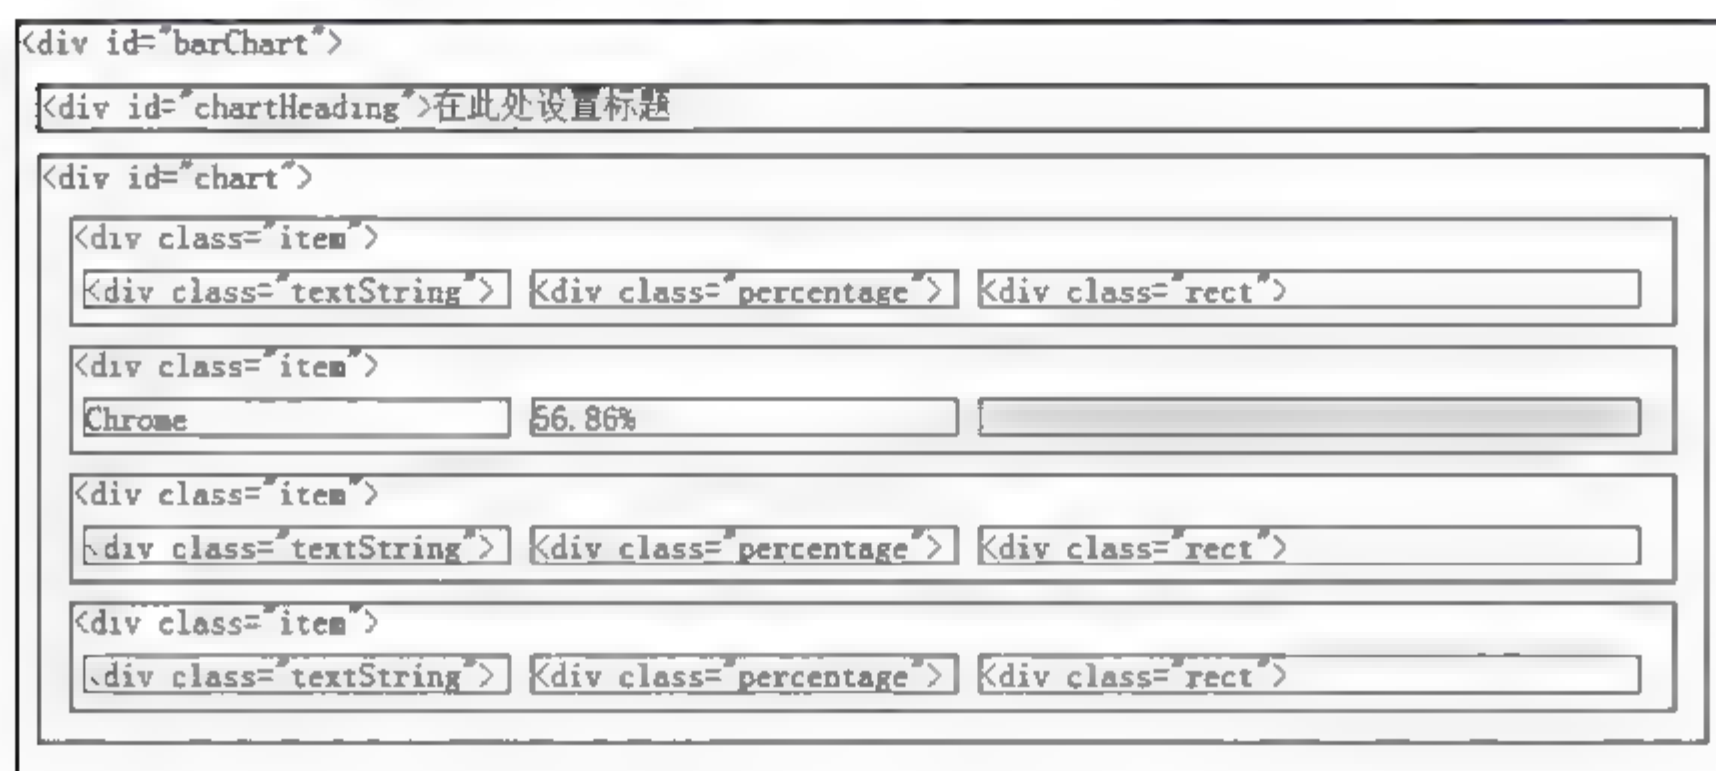 <div id="barChart">
<div id="chartHeading">在此处设置标题
<div id="chart">
<div class="item">
<div class="textString"> <div class="percentage"> <div class="rect">
<div class="item">
Chrome 56.86%
<div class="item">
<div class="textString"> <div class="percentage"> <div class="rect">
<div class="item">
<div class="textString"> <div class="percentage"> <div class="rect">